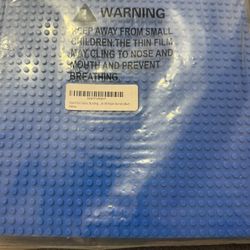 WARNING
KEEP AWAY FROM SMALL
CHILDREN.THE THIN FILM
MAY CLING TO NOSE AND
MOUTH AND PREVENT
BREATHING.